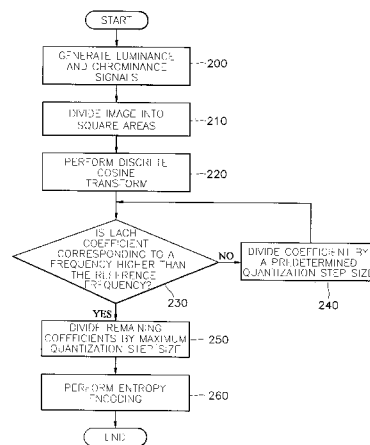 START
GENERATE LUMINANCE
AND CHROMINANCE
SIGNALS
200
DIVIDE IMAGE INTO
SQUARE AREAS
210
PERFORM DISCRETE
COSINE
TRANSFORM
220
IS EACH
COEFFICIENT
CORRESPONDING TO A
FREQUENCY HIGHER THAN
THE REFERENCE
FREQUENCY?
230
NO
DIVIDE COEFFICIENT BY
A PREDETERMINED
QUANTIZATION STEP SIZE
240
YES
DIVIDE REMAINING
COEFFICIENTS BY MAXIMUM
QUANTIZATION STEP SIZE
250
PERFORM ENTROPY
ENCODING
260
END